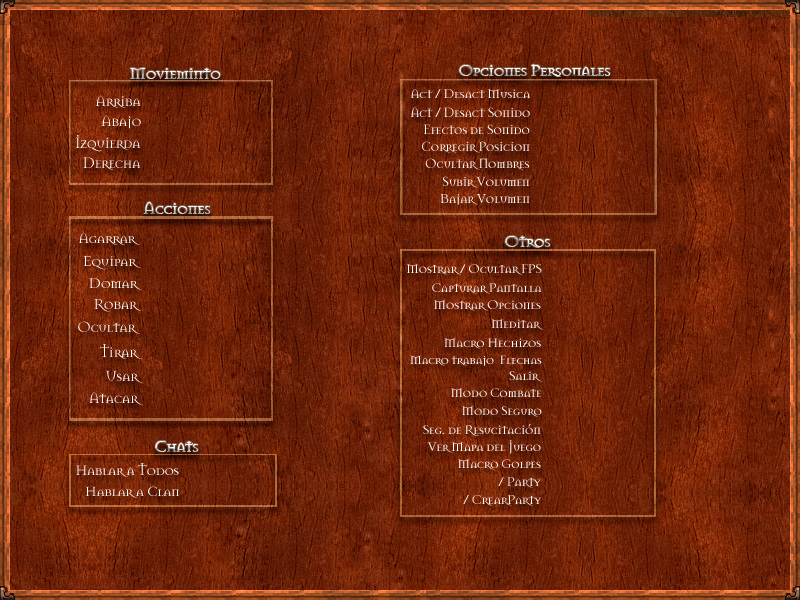 Movieminto
Arriba
Abajo
Izquierda
Derecha
Acciones
Agarrar
Equipar
Domar
Robar
Ocultar
Tirar
Usar
Atacar
Chats
Hablar a Todos
Hablar a Clan
Opciones Personales
Act / Desact Musica
Act / Desact Sonido
Efectos de Sonido
Corregir Posicion
Ocultar Nombres
Subir Volumen
Bajar Volumen
Otros
Mostrar / Ocultar FPS
Capturar Pantalla
Mostrar Opciones
Meditar
Macro Hechizos
Macro trabajo Flechas
Salir
Modo Combate
Modo Seguro
Seg. de Resucitación
Ver Mapa del Juego
Macro Golpes
/ Party
/ CrearParty